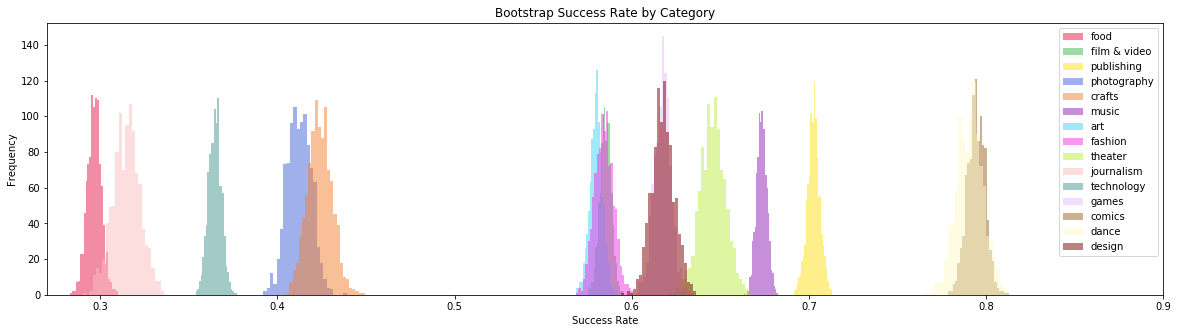 Bootstrap Success Rate by Category
Frequency
140
120
100
80
60
40
20
0
0.3
0.4
0.5
0.6
0.7
0.8
0.9
Success Rate
food
film & video
publishing
photography
crafts
music
art
fashion
theater
journalism
technology
games
comics
dance
design